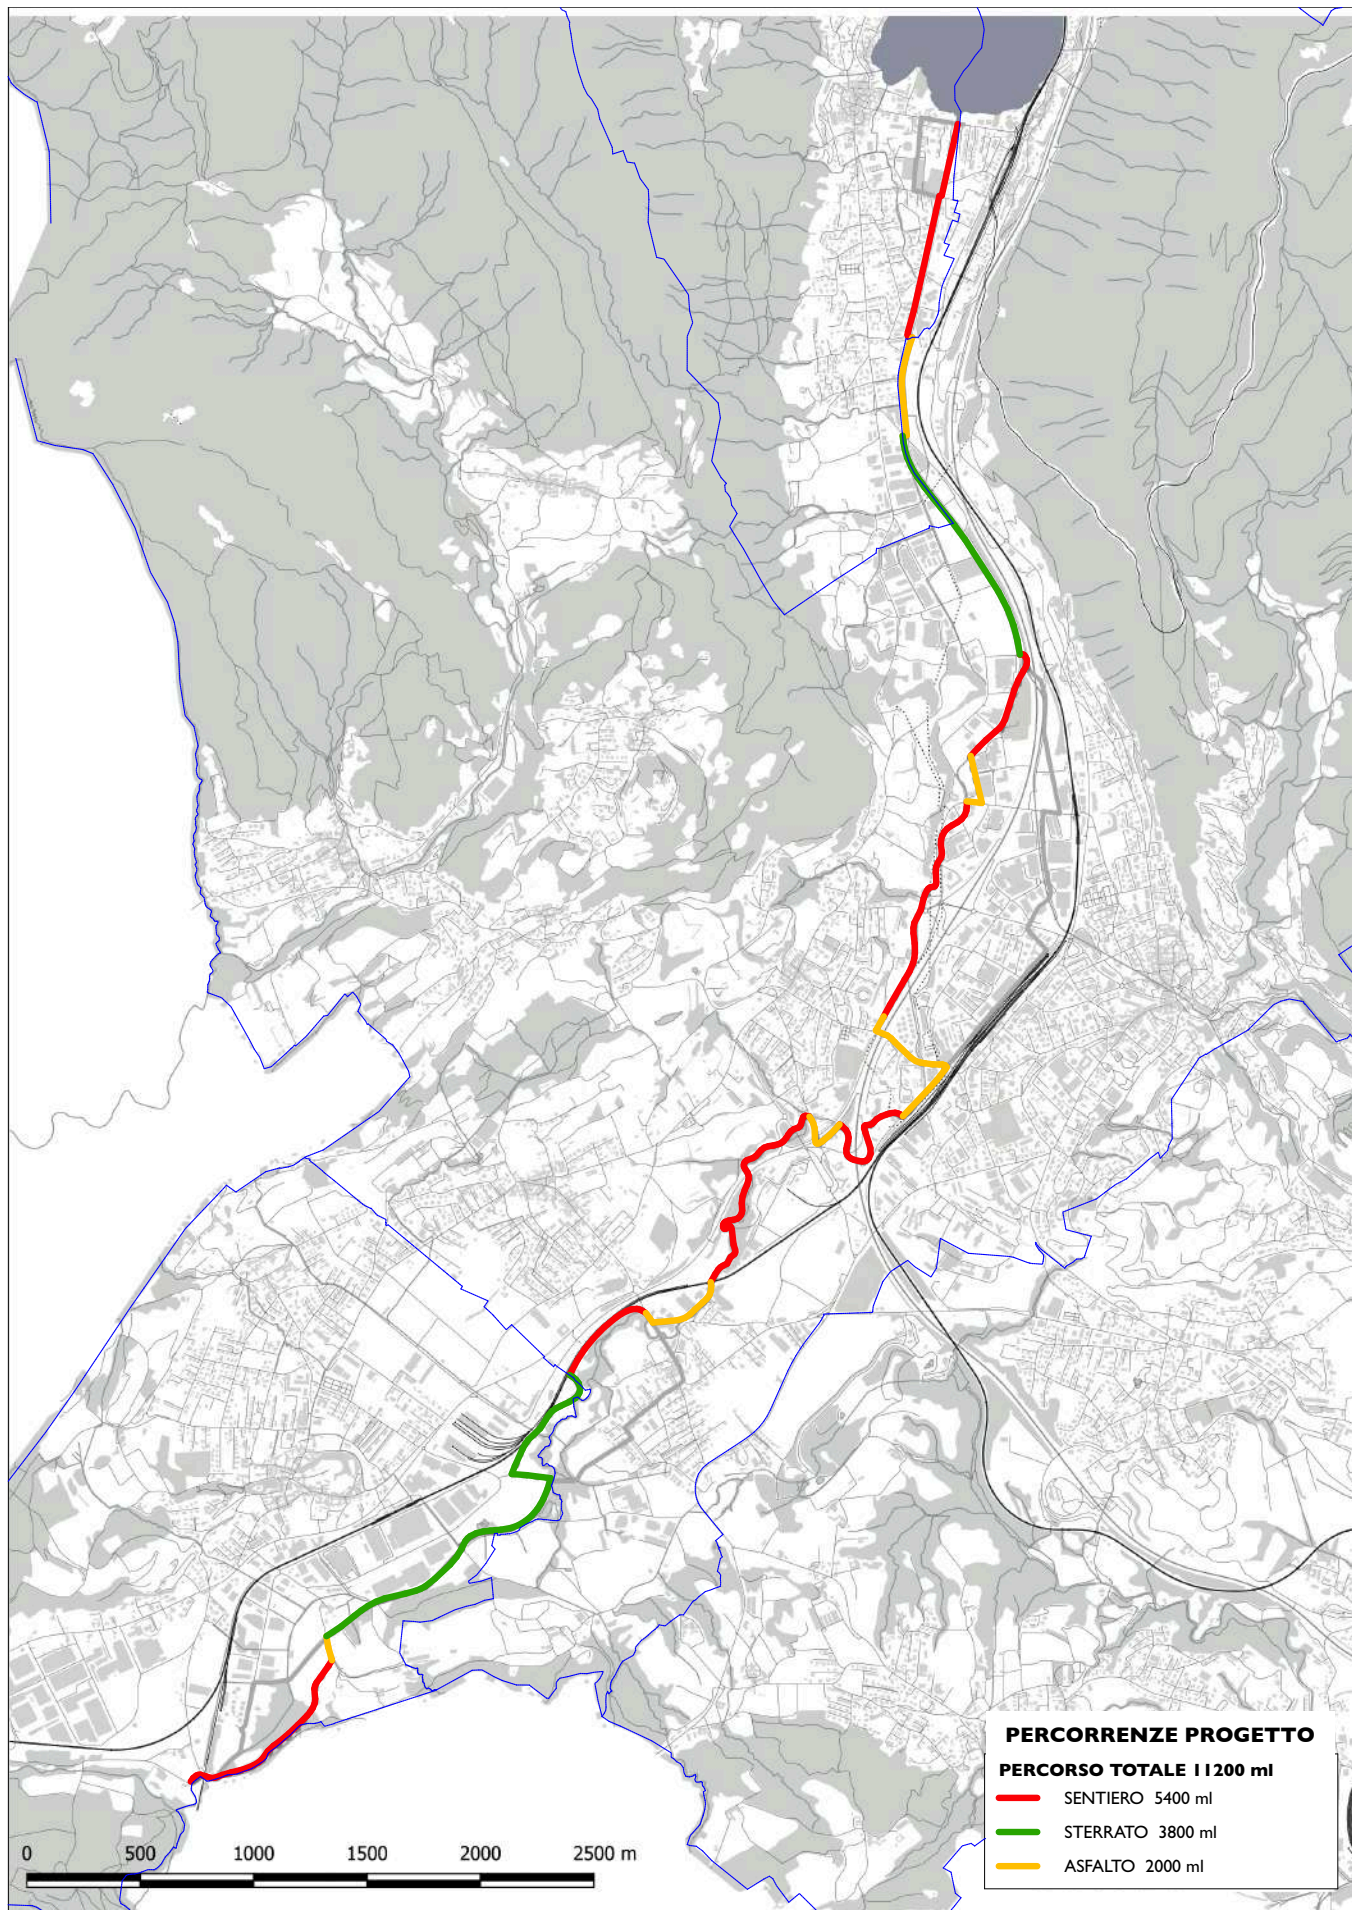 PERCORRENZE PROGETTO
PERCORSO TOTALE 11200 ml
SENTIERO 5400 ml
STERRATO 3800 ml
ASFALTO 2000 ml
0 500 1000 1500 2000 2500 m